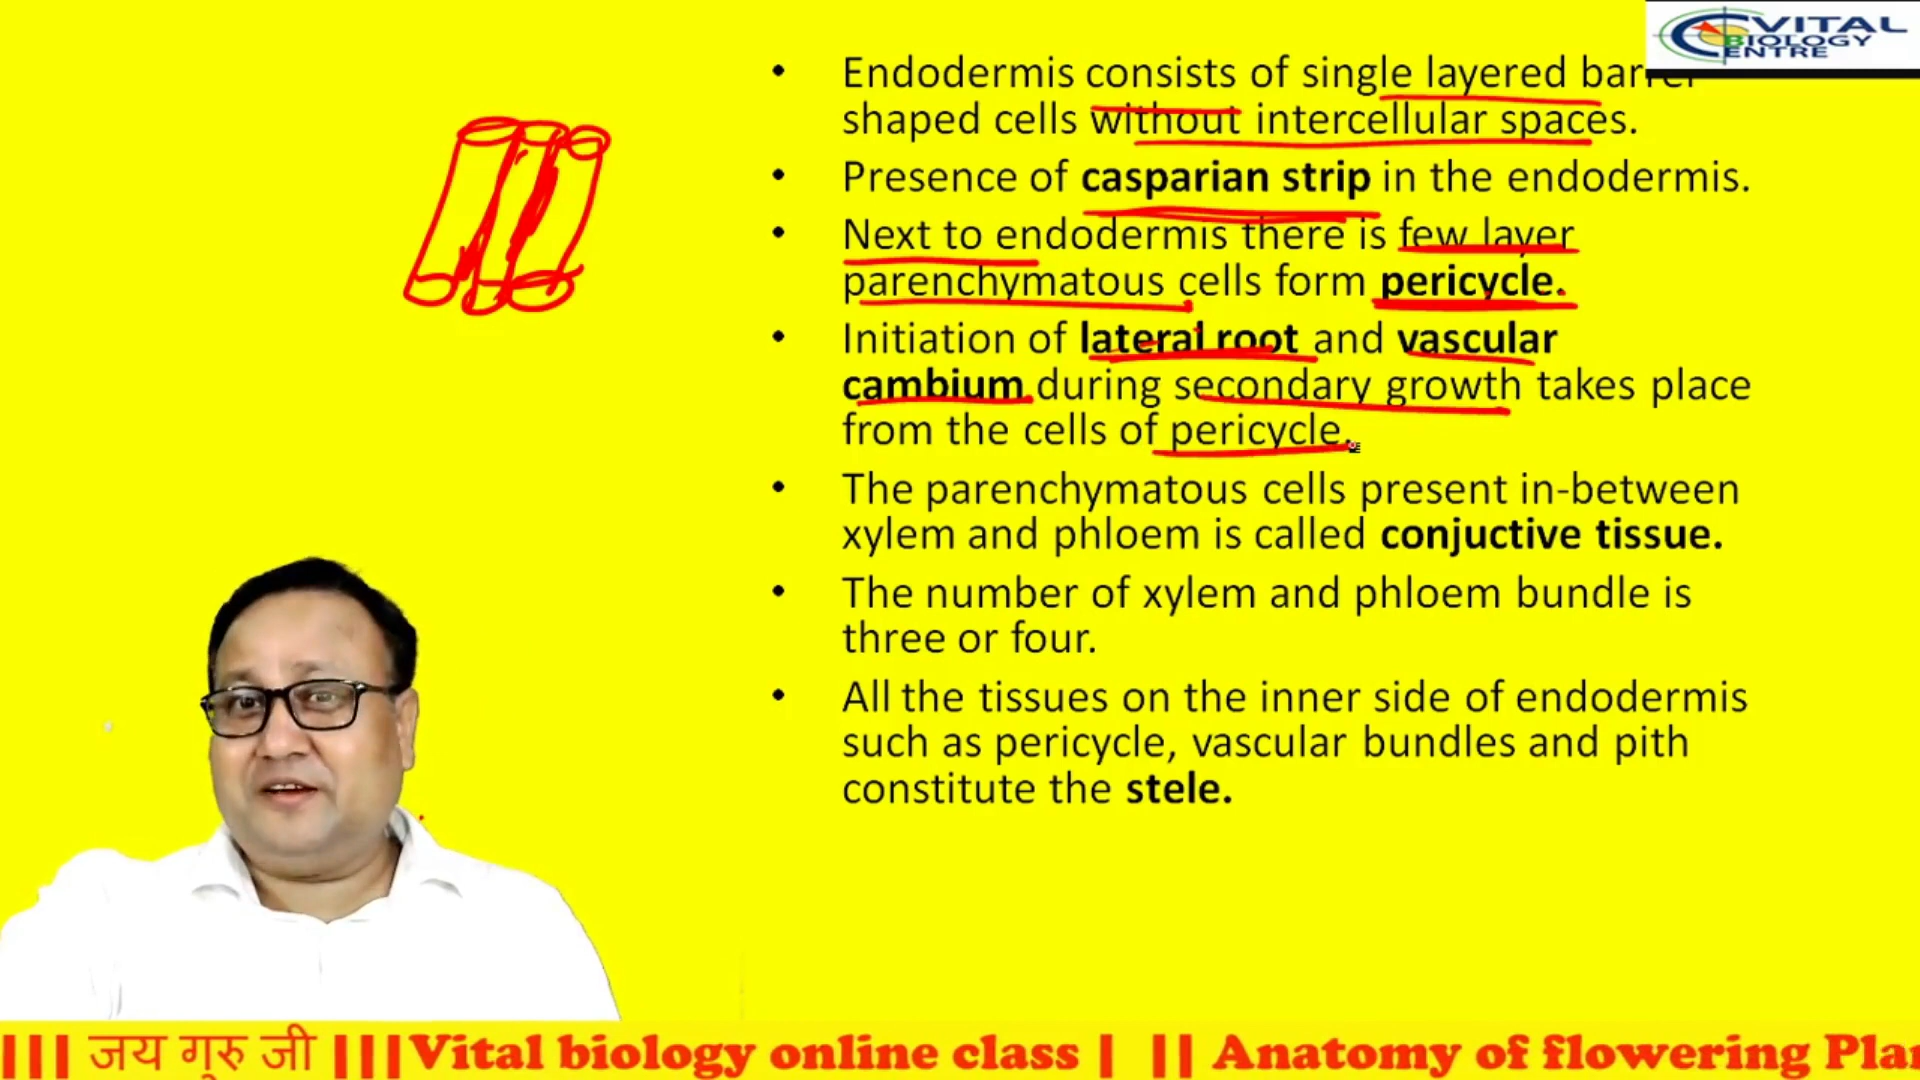 VITAL
BIOLOGY
CENTRE
• Endodermis consists of single layered barrel
shaped cells without intercellular spaces.
• Presence of casparian strip in the endodermis.
• Next to endodermis there is few layer
parenchymatous cells form pericycle.
• Initiation of lateral root and vascular
cambium during secondary growth takes place
from the cells of pericycle.
• The parenchymatous cells present in-between
xylem and phloem is called conjuctive tissue.
• The number of xylem and phloem bundle is
three or four.
• All the tissues on the inner side of endodermis
such as pericycle, vascular bundles and pith
constitute the stele.
||| जय गुरु जी |||Vital biology online class | || Anatomy of flowering Plan